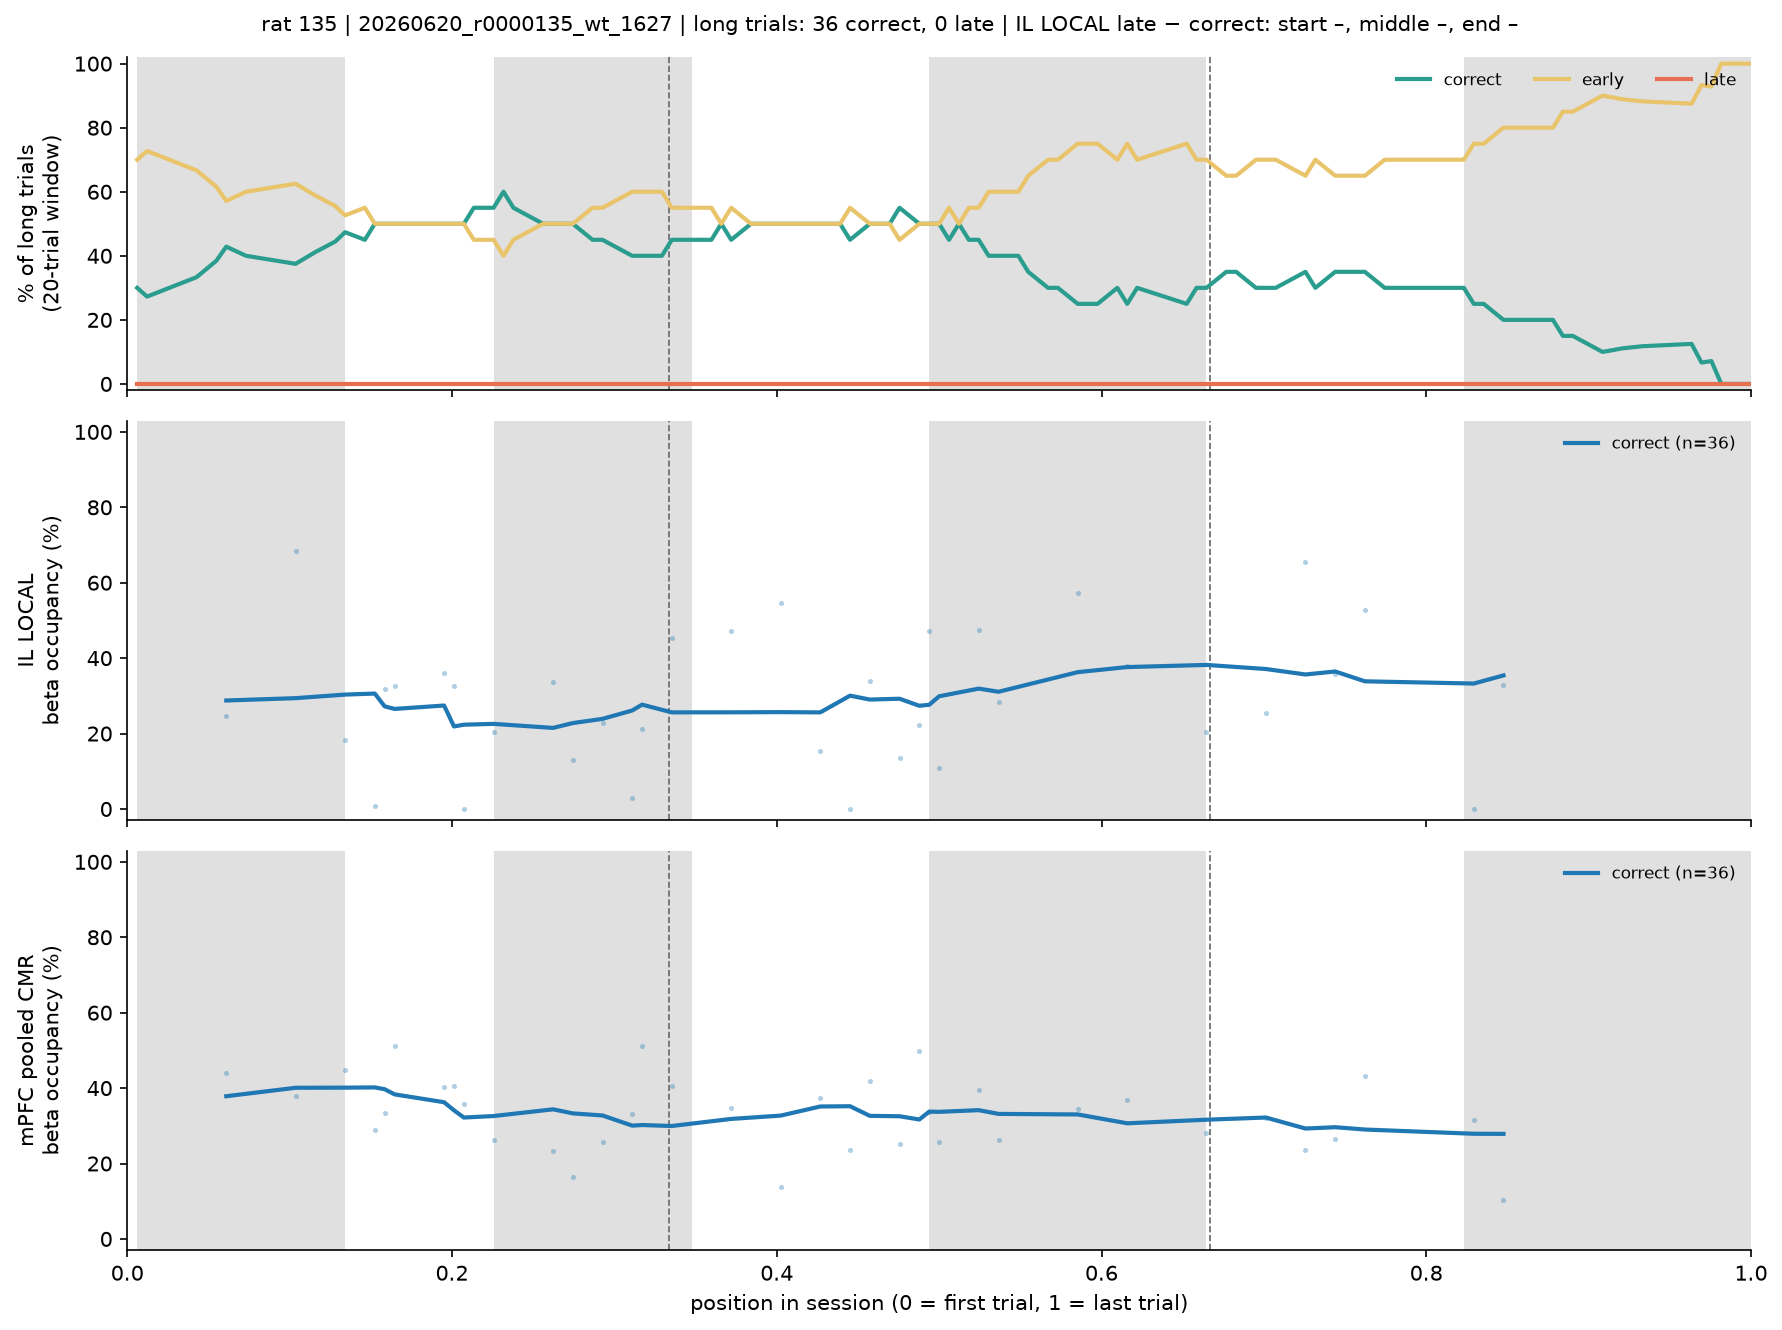 rat 135 | 20260620_r0000135_wt_1627 | long trials: 36 correct, 0 late | IL LOCAL late − correct: start –, middle –, end –
% of long trials
(20-trial window)
100
80
60
40
20
0
correct
early
late
IL LOCAL
beta occupancy (%)
100
80
60
40
20
0
correct (n=36)
mPFC pooled CMR
beta occupancy (%)
100
80
60
40
20
0
correct (n=36)
0.0 0.2 0.4 0.6 0.8 1.0
position in session (0 = first trial, 1 = last trial)